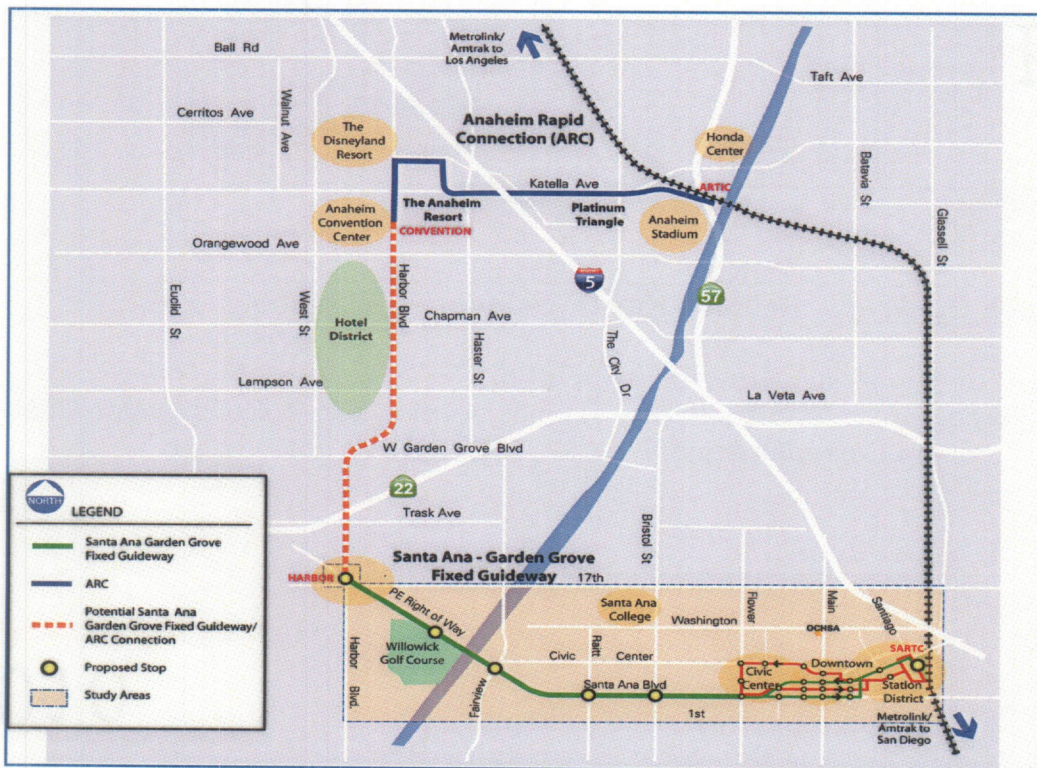 Metrolink/
Amtrak to
Los Angeles
Ball Rd
Taft Ave
Cerritos Ave
Walnut Ave
The
Disneyland
Resort
Anaheim Rapid
Connection (ARC)
Honda
Center
Batavia St
Katella Ave
ARTIC
Anaheim
Convention
Center
The Anaheim
Resort
CONVENTION
Platinum
Triangle
Anaheim
Stadium
Glassell St
Orangewood Ave
Harbor Blvd
INTERSTATE
5
57
Euclid St
West St
Hotel
District
Chapman Ave
Haster St
The City Dr
Lampson Ave
La Veta Ave
W Garden Grove Blvd
22
Trask Ave
Bristol St
NORTH
LEGEND
Santa Ana Garden Grove
Fixed Guideway
ARC
Potential Santa Ana
Garden Grove Fixed Guideway/
ARC Connection
Proposed Stop
Study Areas
Santa Ana - Garden Grove
Fixed Guideway
17th
HARBOR
PE Right of Way
Santa Ana
College
Flower
Main
Santiago
Washington
OCHSA
Harbor Blvd.
Willowick
Golf Course
Raitt
Civic Center
SARTC
Fairview
Civic
Center
Downtown
Santa Ana Blvd
Station
District
1st
Metrolink/
Amtrak to
San Diego